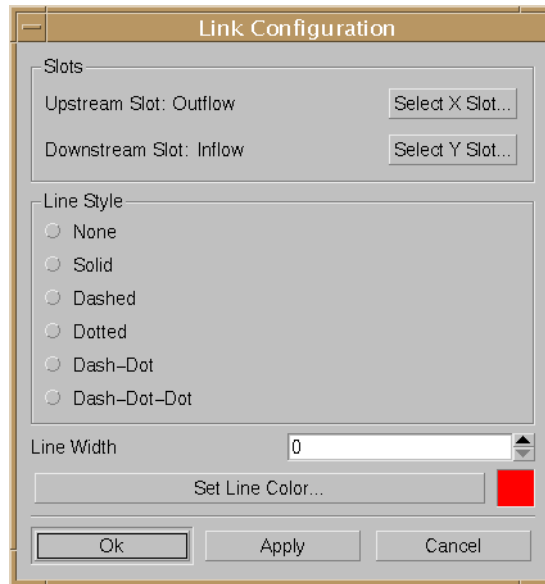 Link Configuration
Slots
Upstream Slot: Outflow
Select X Slot...
Downstream Slot: Inflow
Select Y Slot...
Line Style
None
Solid
Dashed
Dotted
Dash-Dot
Dash-Dot-Dot
Line Width
0
Set Line Color...
Ok
Apply
Cancel